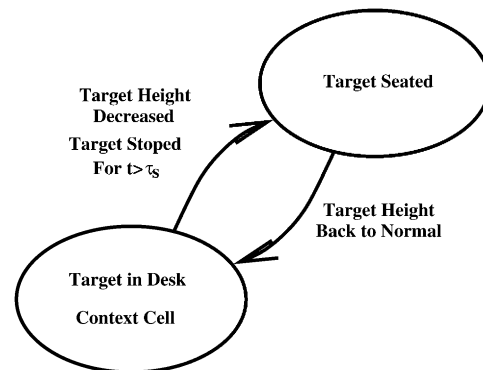 Target Seated
Target Height
Decreased
Target Stoped
For t> τs
Target Height
Back to Normal
Target in Desk
Context Cell